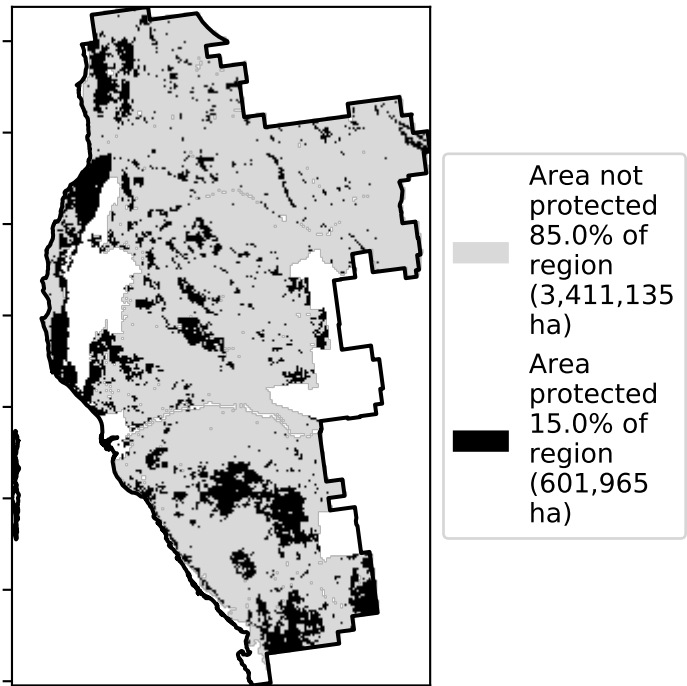 Area not
protected
85.0% of
region
(3,411,135
ha)
Area
protected
15.0% of
region
(601,965
ha)